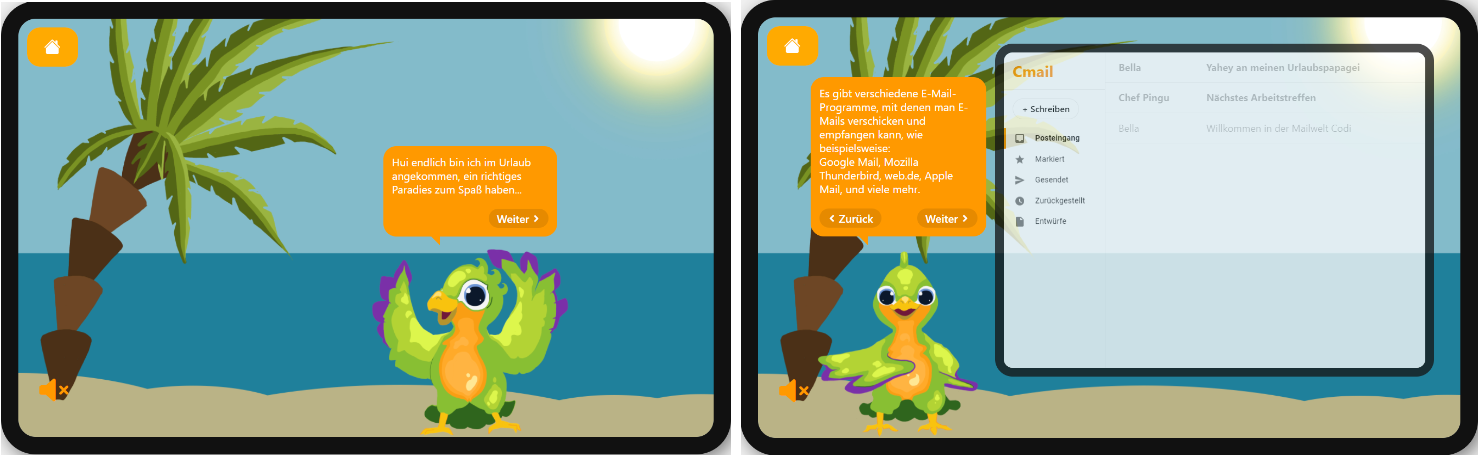 Hui endlich bin ich im Urlaub
angekommen, ein richtiges
Paradies zum Spaß haben...
Weiter
Es gibt verschiedene E-Mail-
Programme, mit denen man E-
Mails verschicken und
empfangen kann, wie
beispielsweise:
Google Mail, Mozilla
Thunderbird, web.de, Apple
Mail, und viele mehr.
Zurück
Weiter
Cmail
+ Schreiben
Posteingang
Markiert
Gesendet
Zurückgestellt
Entwürfe
Bella Yahey an meinen Urlaubspapagei
Chef Pingu Nächstes Arbeitstreffen
Bella Willkommen in der Mailwelt Codi